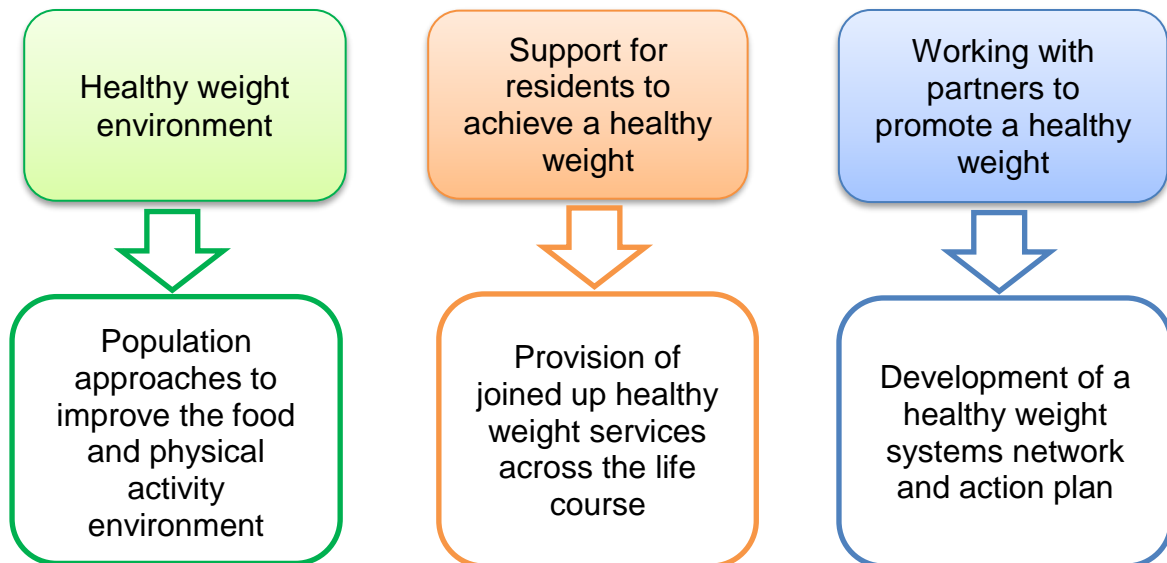 Healthy weight
environment
Support for
residents to
achieve a healthy
weight
Working with
partners to
promote a healthy
weight
Population
approaches to
improve the food
and physical
activity
environment
Provision of
joined up healthy
weight services
across the life
course
Development of a
healthy weight
systems network
and action plan